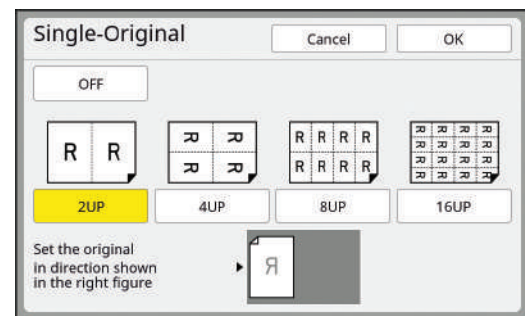 Single-Original
Cancel
OK
OFF
R R
R R
R R
R R R R
R R R R
R R R R
R R R R
R R R R
R R R R
2UP
4UP
8UP
16UP
Set the original
in direction shown
in the right figure
R